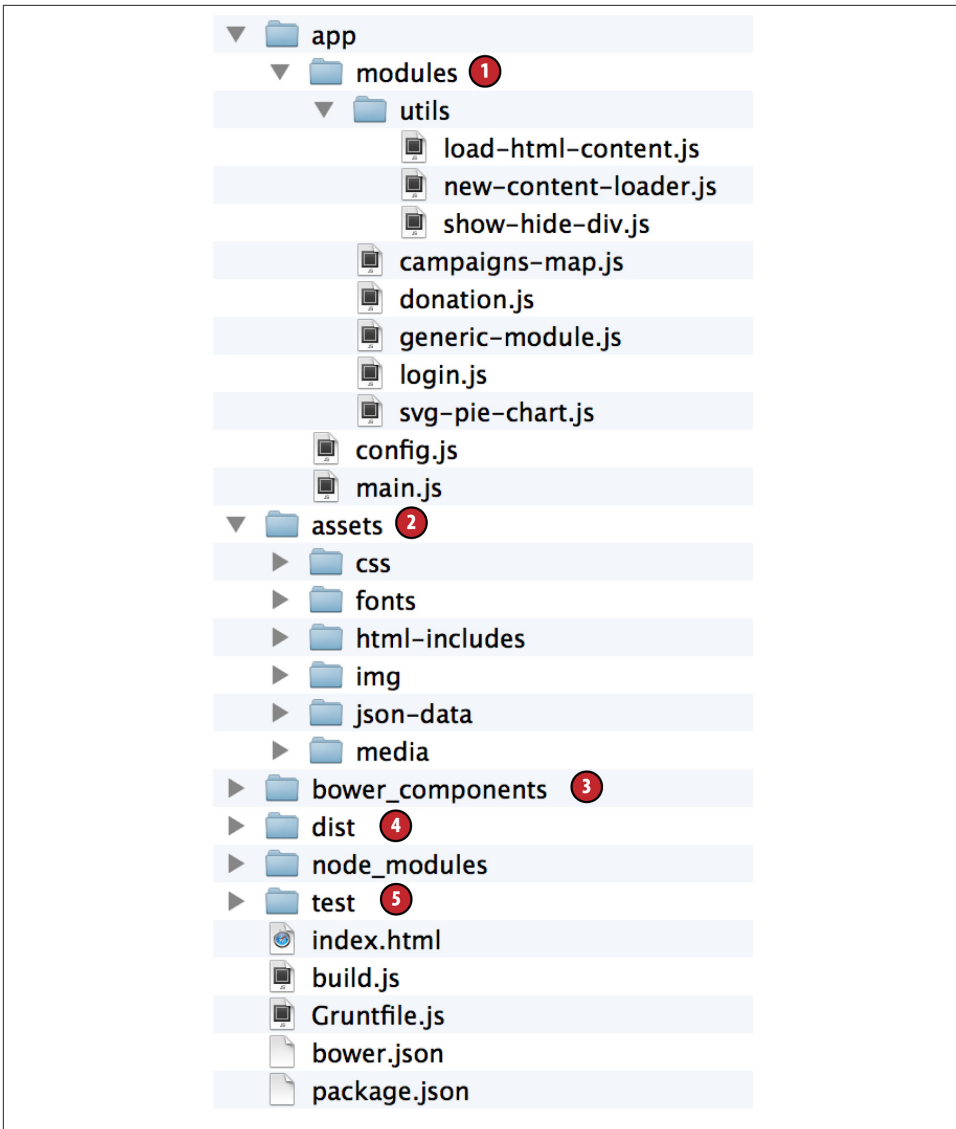 app
modules 1
utils
load-html-content.js
new-content-loader.js
show-hide-div.js
campaigns-map.js
donation.js
generic-module.js
login.js
svg-pie-chart.js
config.js
main.js
assets 2
css
fonts
html-includes
img
json-data
media
bower_components 3
dist 4
node_modules
test 5
index.html
build.js
Gruntfile.js
bower.json
package.json